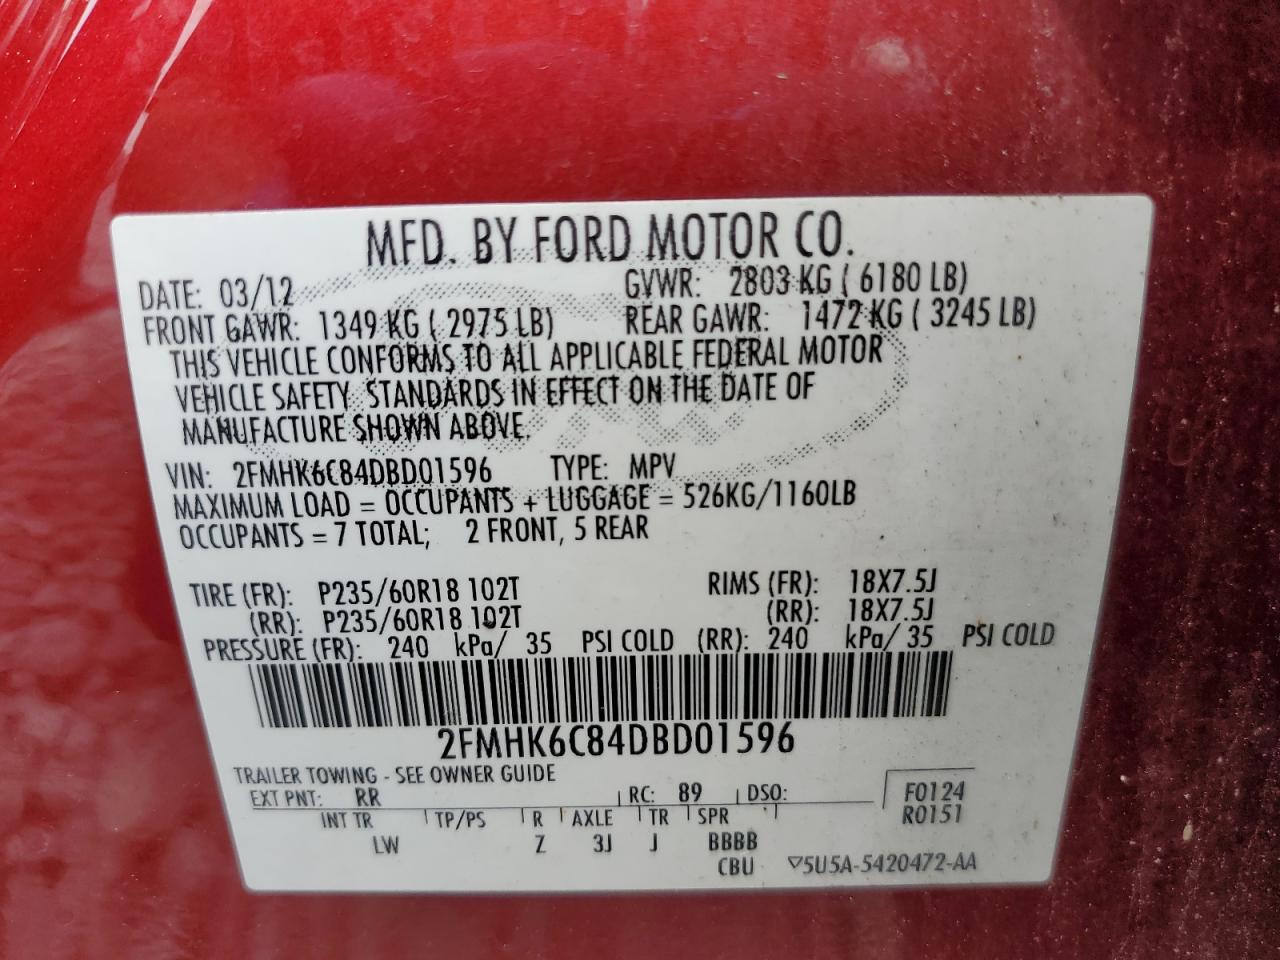 MFD. BY FORD MOTOR CO.
DATE: 03/12 GVWR: 2803 KG ( 6180 LB)
FRONT GAWR: 1349 KG ( 2975 LB) REAR GAWR: 1472 KG ( 3245 LB)
THIS VEHICLE CONFORMS TO ALL APPLICABLE FEDERAL MOTOR
VEHICLE SAFETY STANDARDS IN EFFECT ON THE DATE OF
MANUFACTURE SHOWN ABOVE.
VIN: 2FMHK6C84DBD01596 TYPE: MPV
MAXIMUM LOAD = OCCUPANTS + LUGGAGE = 526KG/1160LB
OCCUPANTS = 7 TOTAL; 2 FRONT, 5 REAR
TIRE (FR): P235/60R18 102T RIMS (FR): 18X7.5J
(RR): P235/60R18 102T (RR): 18X7.5J
PRESSURE (FR): 240 kPa/ 35 PSI COLD (RR): 240 kPa/ 35 PSI COLD
2FMHK6C84DBD01596
TRAILER TOWING - SEE OWNER GUIDE
EXT PNT: RR RC: 89 DSO: F0124
INT TR TP/PS R AXLE TR SPR R0151
LW Z 3J J BBBB
CBU ▽5U5A-5420472-AA